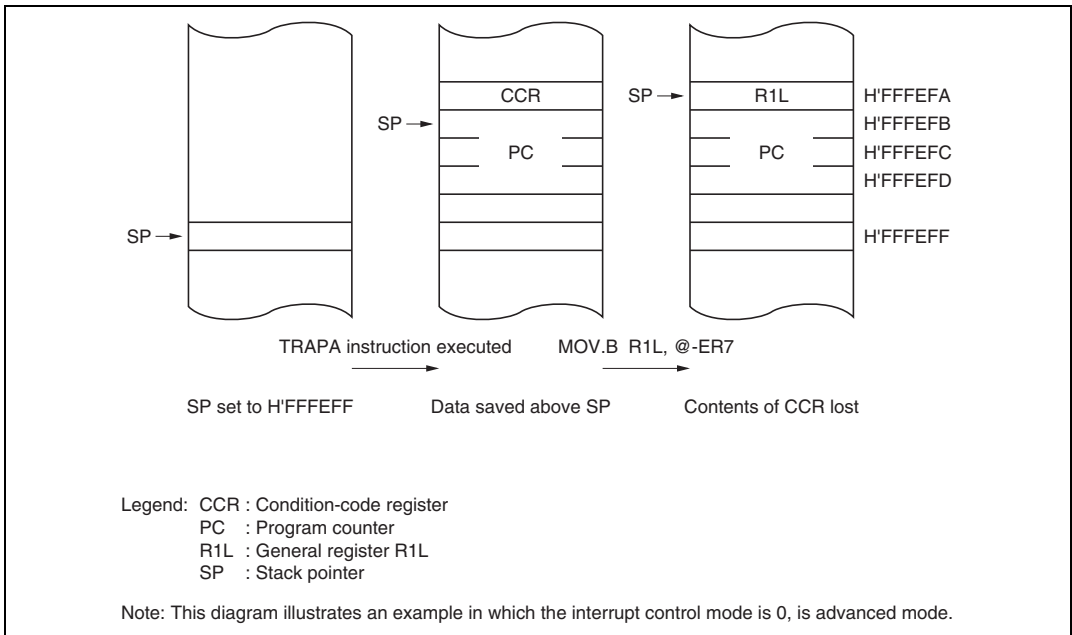 CCR
SP
R1L
H'FFFEFA
SP
H'FFFEFB
PC
PC
H'FFFEFC
H'FFFEFD
SP
H'FFFEFF
TRAPA instruction executed
MOV.B R1L, @-ER7
SP set to H'FFFEFF
Data saved above SP
Contents of CCR lost
Legend: CCR : Condition-code register
PC : Program counter
R1L : General register R1L
SP : Stack pointer
Note: This diagram illustrates an example in which the interrupt control mode is 0, is advanced mode.